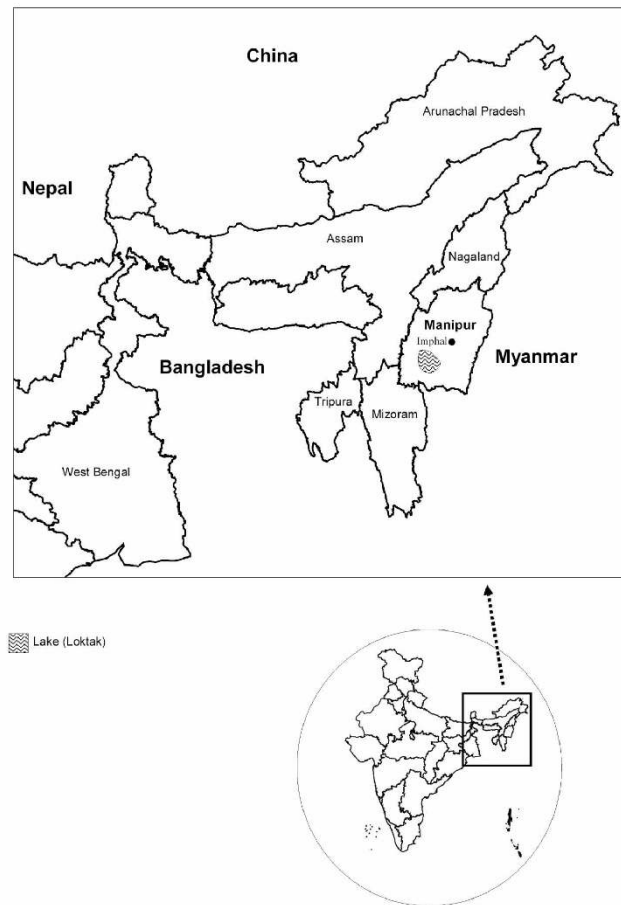 China
Arunachal Pradesh
Nepal
Assam
Nagaland
Manipur
Imphal
Bangladesh
Myanmar
Tripura
Mizoram
West Bengal
Lake (Loktak)